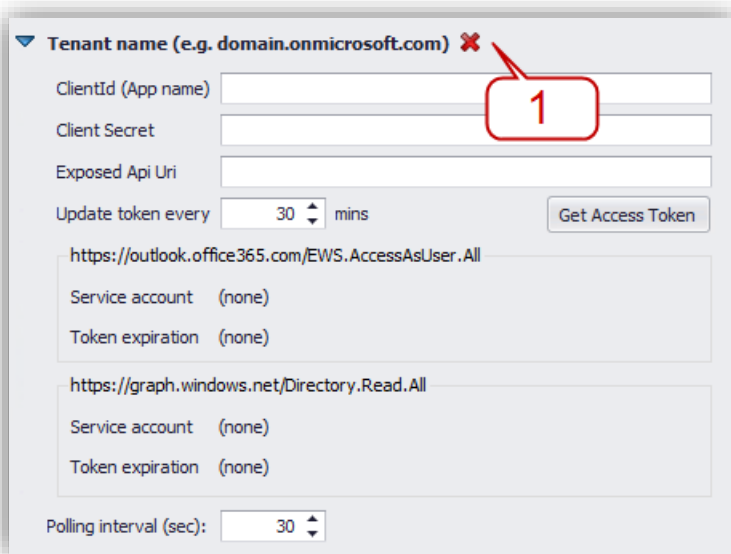 Tenant name (e.g. domain.onmicrosoft.com)
1
ClientId (App name)
Client Secret
Exposed Api Uri
Update token every 30 mins Get Access Token
https://outlook.office365.com/EWS.AccessAsUser.All
Service account (none)
Token expiration (none)
https://graph.windows.net/Directory.Read.All
Service account (none)
Token expiration (none)
Polling interval (sec): 30